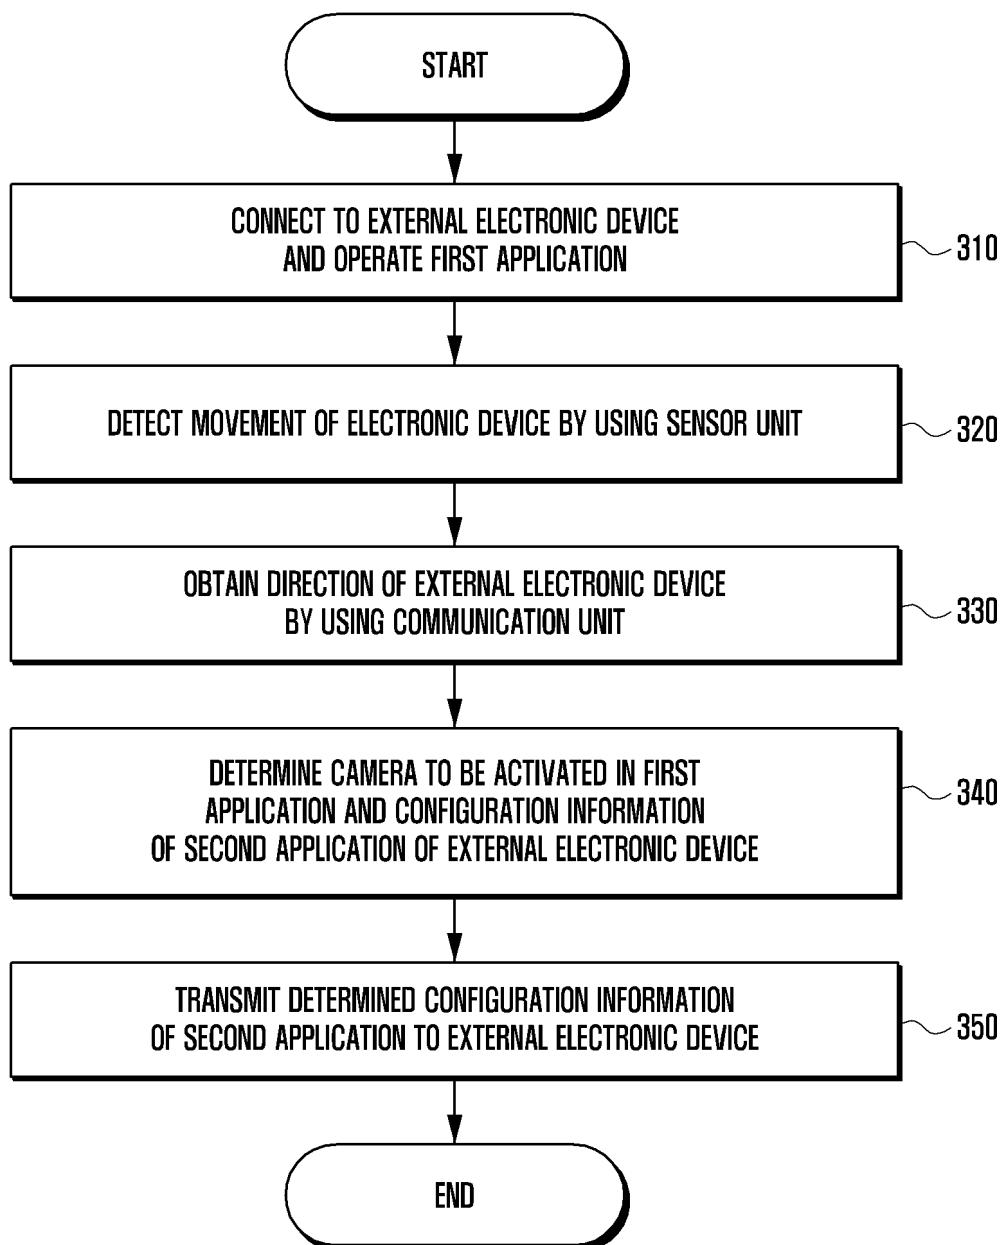 START
CONNECT TO EXTERNAL ELECTRONIC DEVICE
AND OPERATE FIRST APPLICATION
310
DETECT MOVEMENT OF ELECTRONIC DEVICE BY USING SENSOR UNIT
320
OBTAIN DIRECTION OF EXTERNAL ELECTRONIC DEVICE
BY USING COMMUNICATION UNIT
330
DETERMINE CAMERA TO BE ACTIVATED IN FIRST
APPLICATION AND CONFIGURATION INFORMATION
OF SECOND APPLICATION OF EXTERNAL ELECTRONIC DEVICE
340
TRANSMIT DETERMINED CONFIGURATION INFORMATION
OF SECOND APPLICATION TO EXTERNAL ELECTRONIC DEVICE
350
END